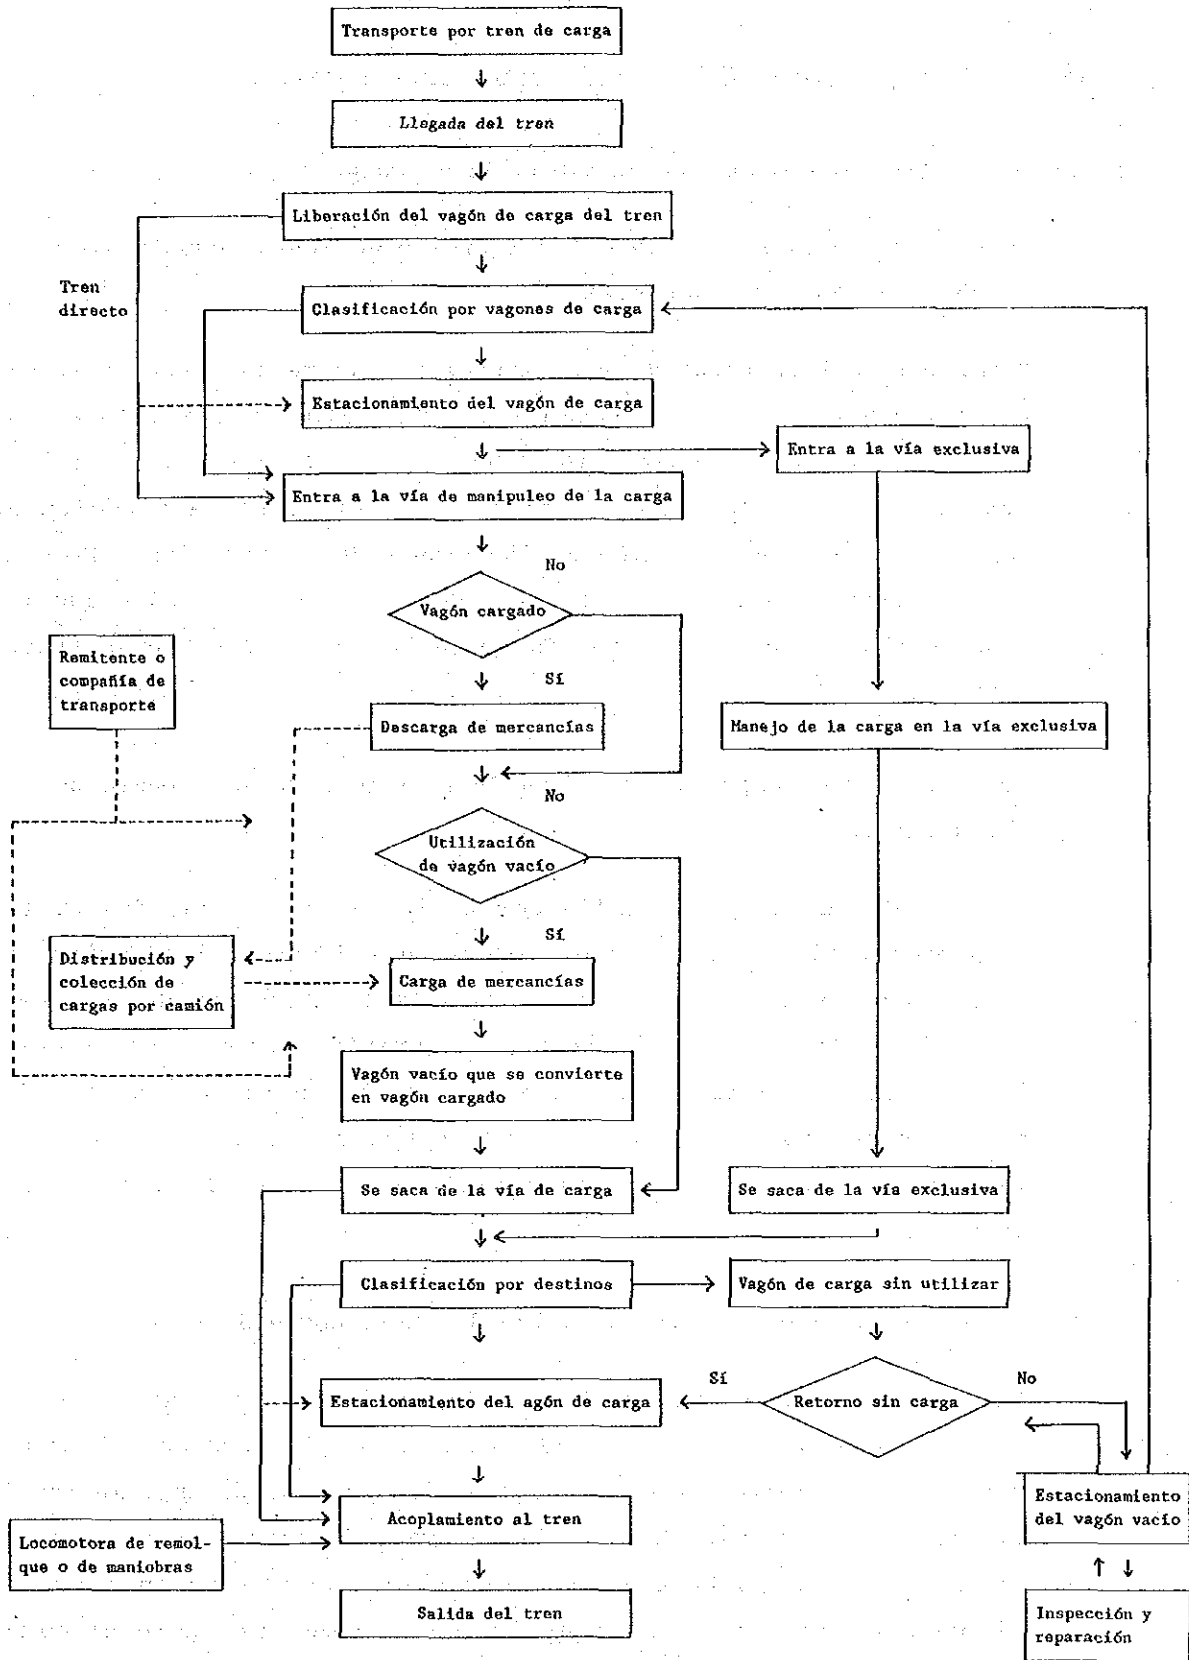 Transporte por tren de carga
Llegada del tren
Liberación del vagón de carga del tren
Tren
directo
Clasificación por vagones de carga
Estacionamiento del vagón de carga
Entra a la vía exclusiva
Entra a la vía de manipuleo de la carga
No
Vagón cargado
Remitente o
compañía de
transporte
Sí
Descarga de mercancías
Manejo de la carga en la vía exclusiva
No
Utilización
de vagón vacío
Sí
Distribución y
colección de
cargas por camión
Carga de mercancías
Vagón vacío que se convierte
en vagón cargado
Se saca de la vía de carga
Se saca de la vía exclusiva
Clasificación por destinos
Vagón de carga sin utilizar
Sí
No
Estacionamiento del agón de carga
Retorno sin carga
Acoplamiento al tren
Estacionamiento
del vagón vacío
Locomotora de remol-
que o de maniobras
Salida del tren
Inspección y
reparación